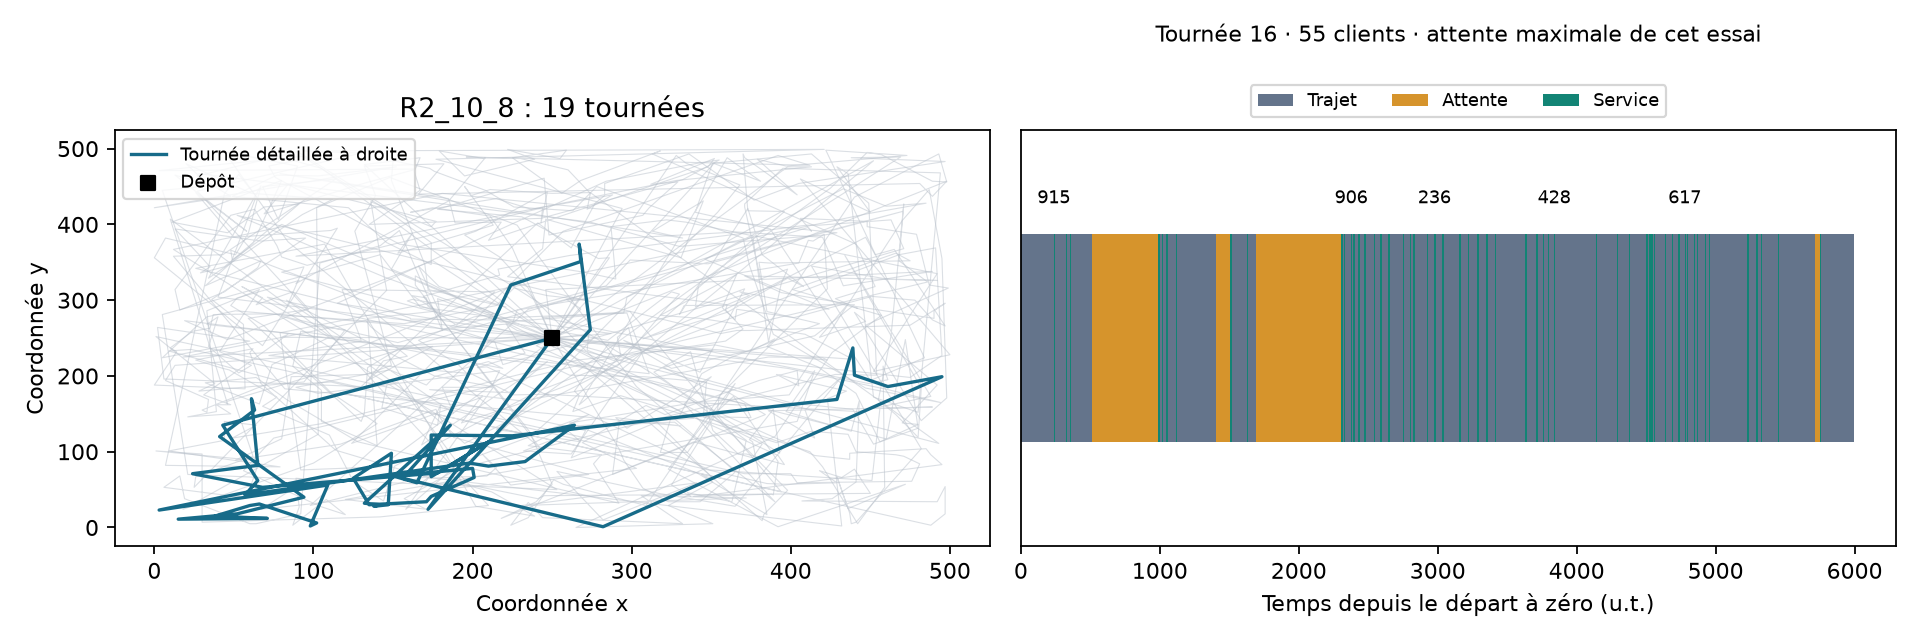 Tournée 16 · 55 clients · attente maximale de cet essai
R2_10_8 : 19 tournées
Tournée détaillée à droite
Dépôt
Coordonnée y
500
400
300
200
100
0
0 100 200 300 400 500
Coordonnée x
Trajet Attente Service
915 906 236 428 617
0 1000 2000 3000 4000 5000 6000
Temps depuis le départ à zéro (u.t.)